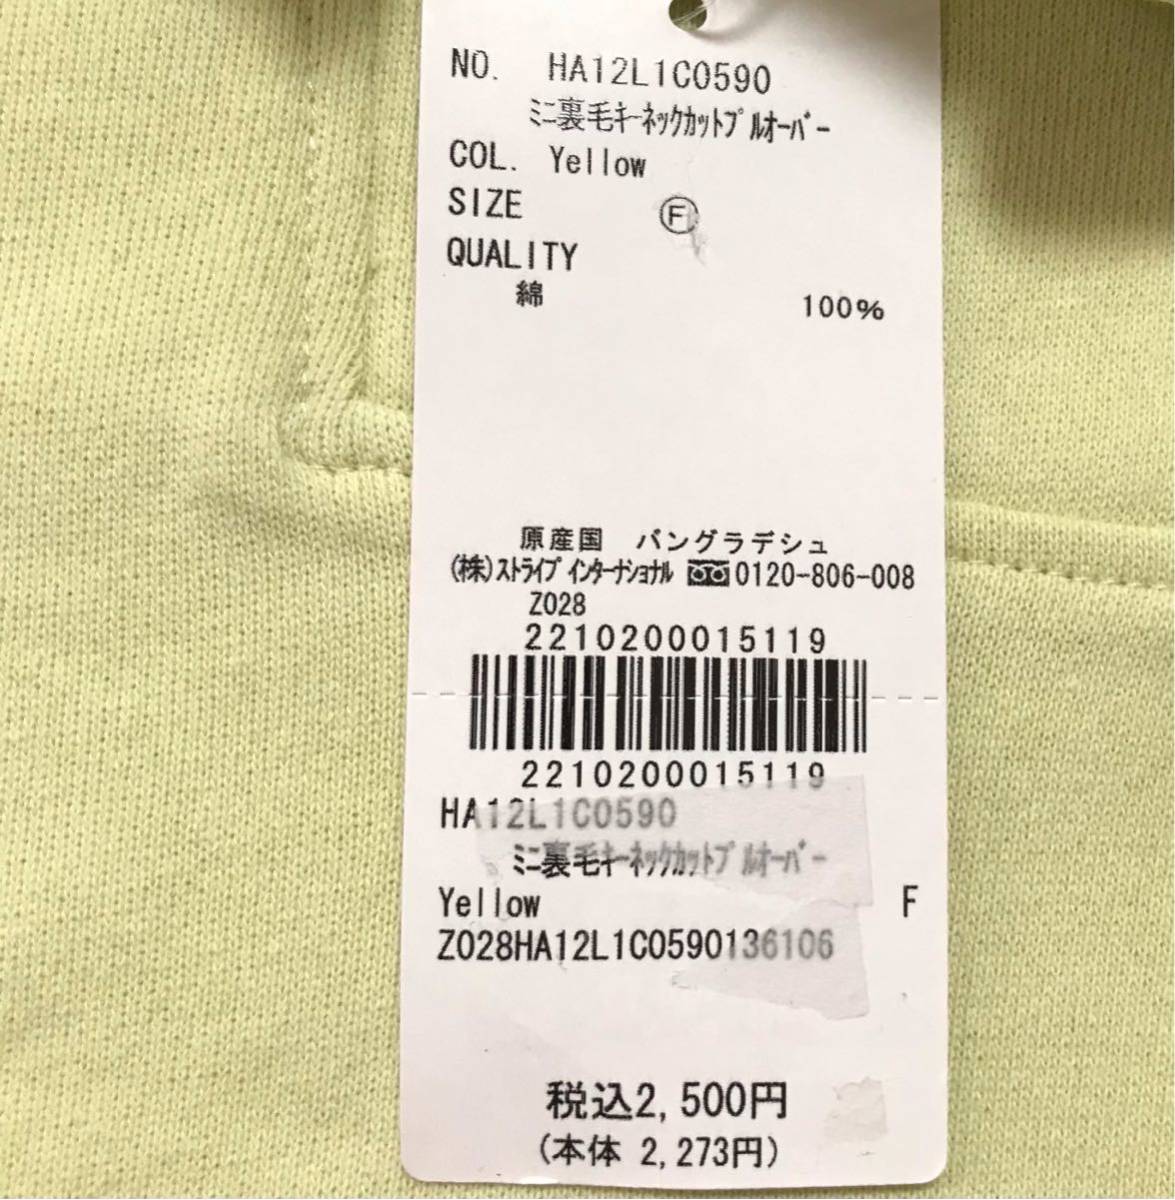 NO. HA12L1C0590
ﾐﾆ裏毛キーﾈｯｸｶｯﾄﾌﾟﾙｵｰﾊﾞｰ
COL. Yellow
SIZE Ⓕ
QUALITY
綿 100%
原産国 バングラデシュ
(株)ｽﾄﾗｲﾌﾟｲﾝﾀｰﾅｼｮﾅﾙ 0120-806-008
Z028
2210200015119
2210200015119
HA12L1C0590
ﾐﾆ裏毛キーﾈｯｸｶｯﾄﾌﾟﾙｵｰﾊﾞｰ
Yellow F
Z028HA12L1C0590136106
税込2,500円
(本体 2,273円)